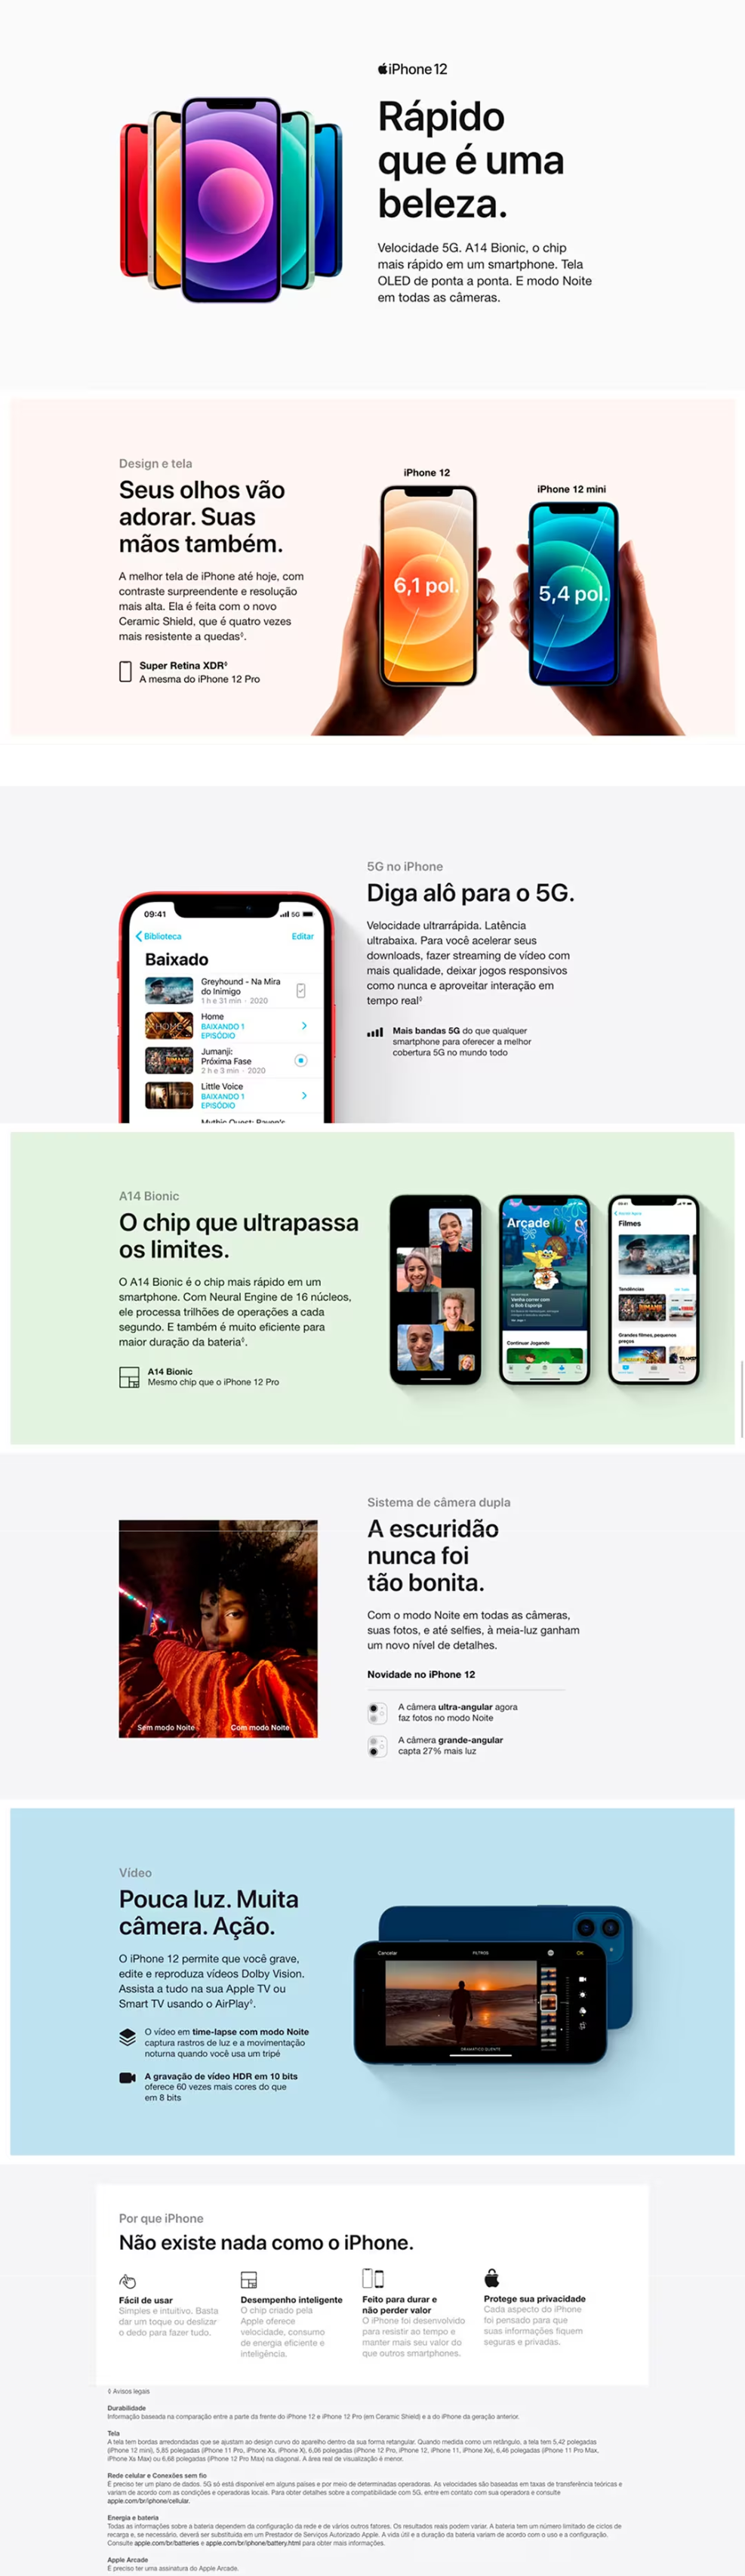 iPhone 12
Rápido
que é uma
beleza.
Velocidade 5G. A14 Bionic, o chip
mais rápido em um smartphone. Tela
OLED de ponta a ponta. E modo Noite
em todas as câmeras.
Design e tela
Seus olhos vão
adorar. Suas
mãos também.
A melhor tela de iPhone até hoje, com
contraste surpreendente e resolução
mais alta. Ela é feita com o novo
Ceramic Shield, que é quatro vezes
mais resistente a quedas◊.
Super Retina XDR◊
A mesma do iPhone 12 Pro
iPhone 12
6,1 pol.
iPhone 12 mini
5,4 pol.
09:41
5G
Biblioteca
Editar
Baixado
Greyhound - Na Mira
do Inimigo
1 h e 31 min · 2020
HOME
Home
BAIXANDO 1
EPISÓDIO
JUMANJI
Jumanji:
Próxima Fase
2 h e 3 min · 2020
Little Voice
BAIXANDO 1
EPISÓDIO
Mythic Quest: Raven's
5G no iPhone
Diga alô para o 5G.
Velocidade ultrarrápida. Latência
ultrabaixa. Para você acelerar seus
downloads, fazer streaming de vídeo com
mais qualidade, deixar jogos responsivos
como nunca e aproveitar interação em
tempo real◊
Mais bandas 5G do que qualquer
smartphone para oferecer a melhor
cobertura 5G no mundo todo
A14 Bionic
O chip que ultrapassa
os limites.
O A14 Bionic é o chip mais rápido em um
smartphone. Com Neural Engine de 16 núcleos,
ele processa trilhões de operações a cada
segundo. E também é muito eficiente para
maior duração da bateria◊.
A14 Bionic
Mesmo chip que o iPhone 12 Pro
Arcade
Venha correr com
o Bob Esponja
Continuar Jogando
Filmes
Tendências
JUMANJI
Grandes filmes, pequenos
preços
Sistema de câmera dupla
A escuridão
nunca foi
tão bonita.
Com o modo Noite em todas as câmeras,
suas fotos, e até selfies, à meia-luz ganham
um novo nível de detalhes.
Novidade no iPhone 12
A câmera ultra-angular agora
faz fotos no modo Noite
A câmera grande-angular
capta 27% mais luz
Sem modo Noite
Com modo Noite
Vídeo
Pouca luz. Muita
câmera. Ação.
O iPhone 12 permite que você grave,
edite e reproduza vídeos Dolby Vision.
Assista a tudo na sua Apple TV ou
Smart TV usando o AirPlay◊.
O vídeo em time-lapse com modo Noite
captura rastros de luz e a movimentação
noturna quando você usa um tripé
A gravação de vídeo HDR em 10 bits
oferece 60 vezes mais cores do que
em 8 bits
Cancelar
FILTROS
OK
DRAMÁTICO QUENTE
Por que iPhone
Não existe nada como o iPhone.
Fácil de usar
Simples e intuitivo. Basta
dar um toque ou deslizar
o dedo para fazer tudo.
Desempenho inteligente
O chip criado pela
Apple oferece
velocidade, consumo
de energia eficiente e
inteligência.
Feito para durar e
não perder valor
O iPhone foi desenvolvido
para resistir ao tempo e
manter mais seu valor do
que outros smartphones.
Protege sua privacidade
Cada aspecto do iPhone
foi pensado para que
suas informações fiquem
seguras e privadas.
◊ Avisos legais
Durabilidade
Informação baseada na comparação entre a parte da frente do iPhone 12 e iPhone 12 Pro (em Ceramic Shield) e a do iPhone da geração anterior.
Tela
A tela tem bordas arredondadas que se ajustam ao design curvo do aparelho dentro da sua forma retangular. Quando medida como um retângulo, a tela tem 5,42 polegadas
(iPhone 12 mini), 5,85 polegadas (iPhone 11 Pro, iPhone Xs, iPhone X), 6,06 polegadas (iPhone 12 Pro, iPhone 12, iPhone 11, iPhone XR), 6,46 polegadas (iPhone 11 Pro Max,
iPhone Xs Max) ou 6,68 polegadas (iPhone 12 Pro Max) na diagonal. A área real de visualização é menor.
Rede celular e Conexões sem fio
É preciso ter um plano de dados. 5G só está disponível em alguns países e por meio de determinadas operadoras. As velocidades são baseadas em taxas de transferência teóricas e
variam de acordo com as condições e operadoras locais. Para obter detalhes sobre a compatibilidade com 5G, entre em contato com sua operadora e consulte
apple.com/br/iphone/cellular.
Energia e bateria
Todas as informações sobre a bateria dependem da configuração da rede e de vários outros fatores. Os resultados reais podem variar. A bateria tem um número limitado de ciclos de
recarga e, se necessário, deverá ser substituída em um Prestador de Serviços Autorizado Apple. A vida útil e a duração da bateria variam de acordo com o uso e a configuração.
Consulte apple.com/br/batteries e apple.com/br/iphone/battery.html para obter mais informações.
Apple Arcade
É preciso ter uma assinatura do Apple Arcade.